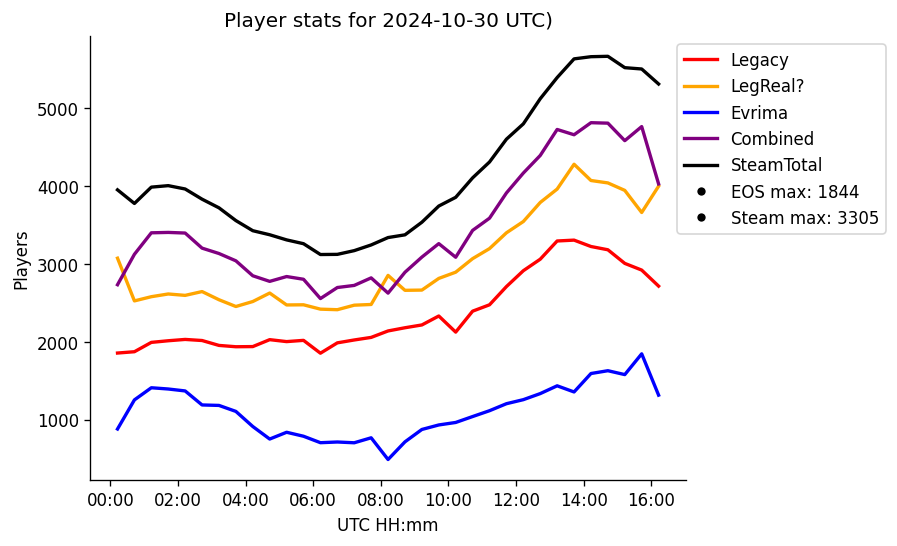 Player stats for 2024-10-30 UTC)
Legacy
LegReal?
Evrima
Combined
SteamTotal
EOS max: 1844
Steam max: 3305
Players
5000
4000
3000
2000
1000
00:00 02:00 04:00 06:00 08:00 10:00 12:00 14:00 16:00
UTC HH:mm